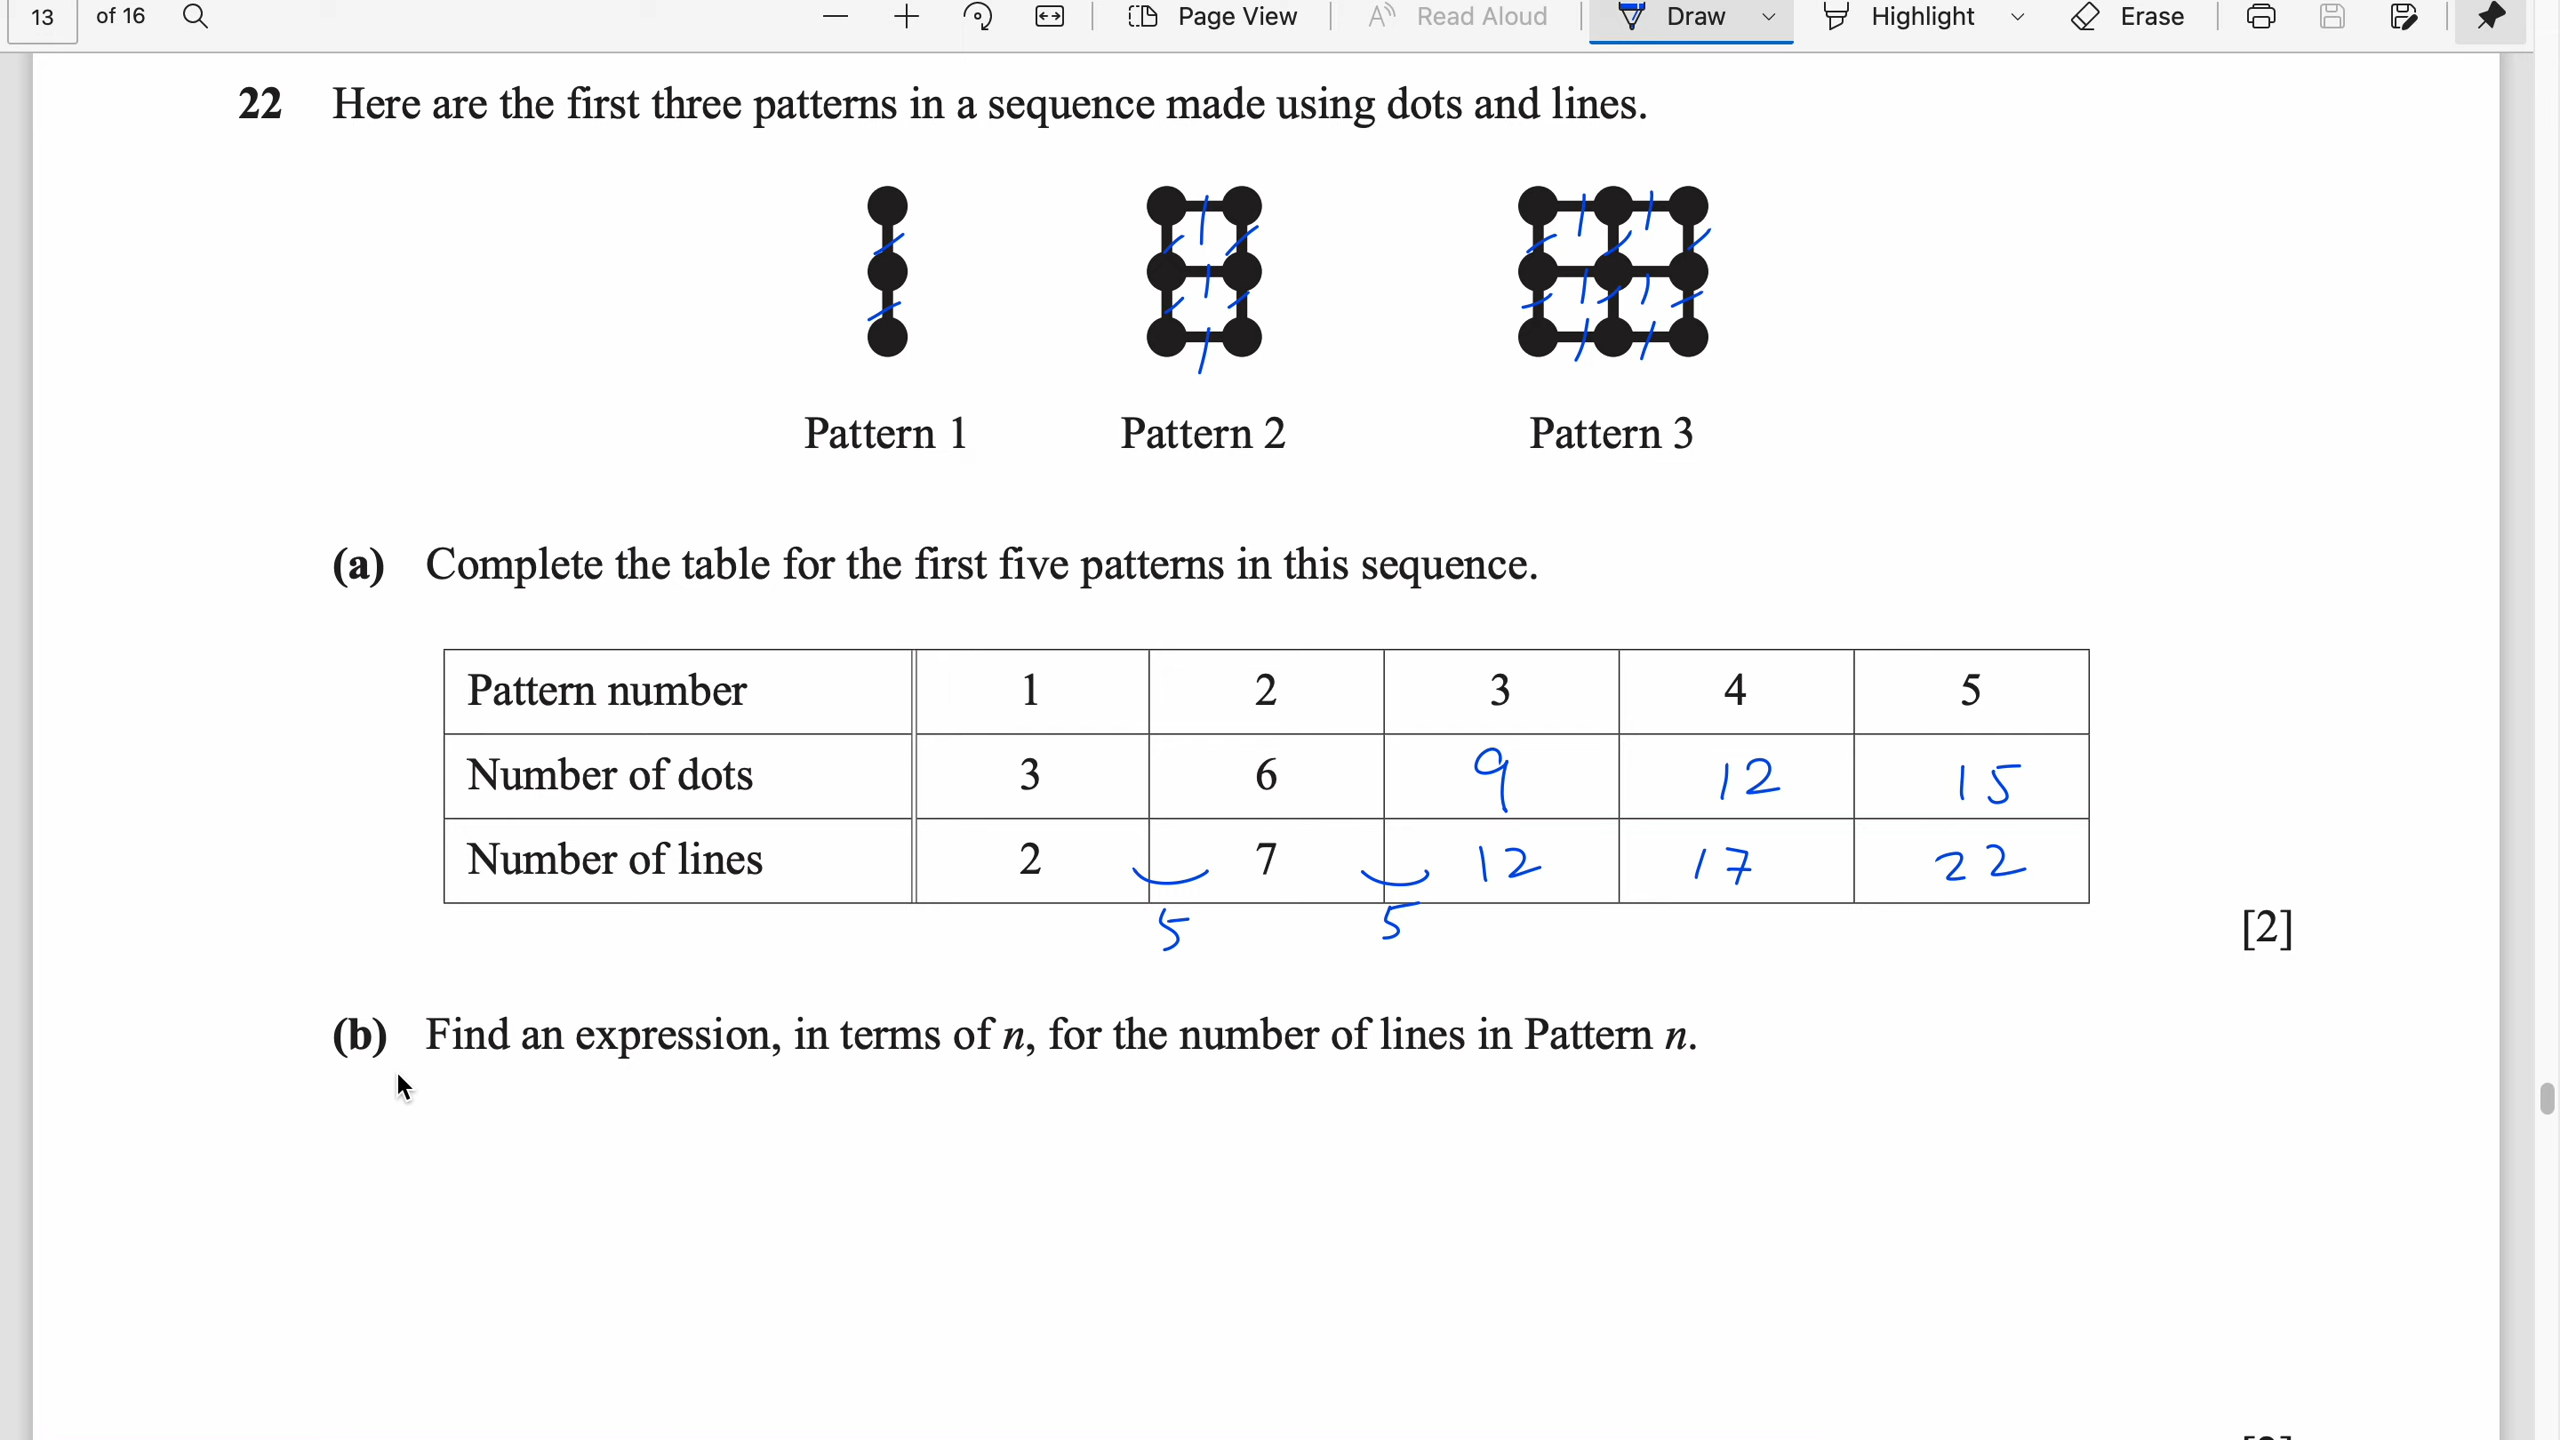 13 of 16 Page View Read Aloud Draw Highlight Erase
22 Here are the first three patterns in a sequence made using dots and lines.
Pattern 1 Pattern 2 Pattern 3
(a) Complete the table for the first five patterns in this sequence.
Pattern number 1 2 3 4 5
Number of dots 3 6 9 12 15
Number of lines 2 7 12 17 22
5 5
[2]
(b) Find an expression, in terms of n, for the number of lines in Pattern n.